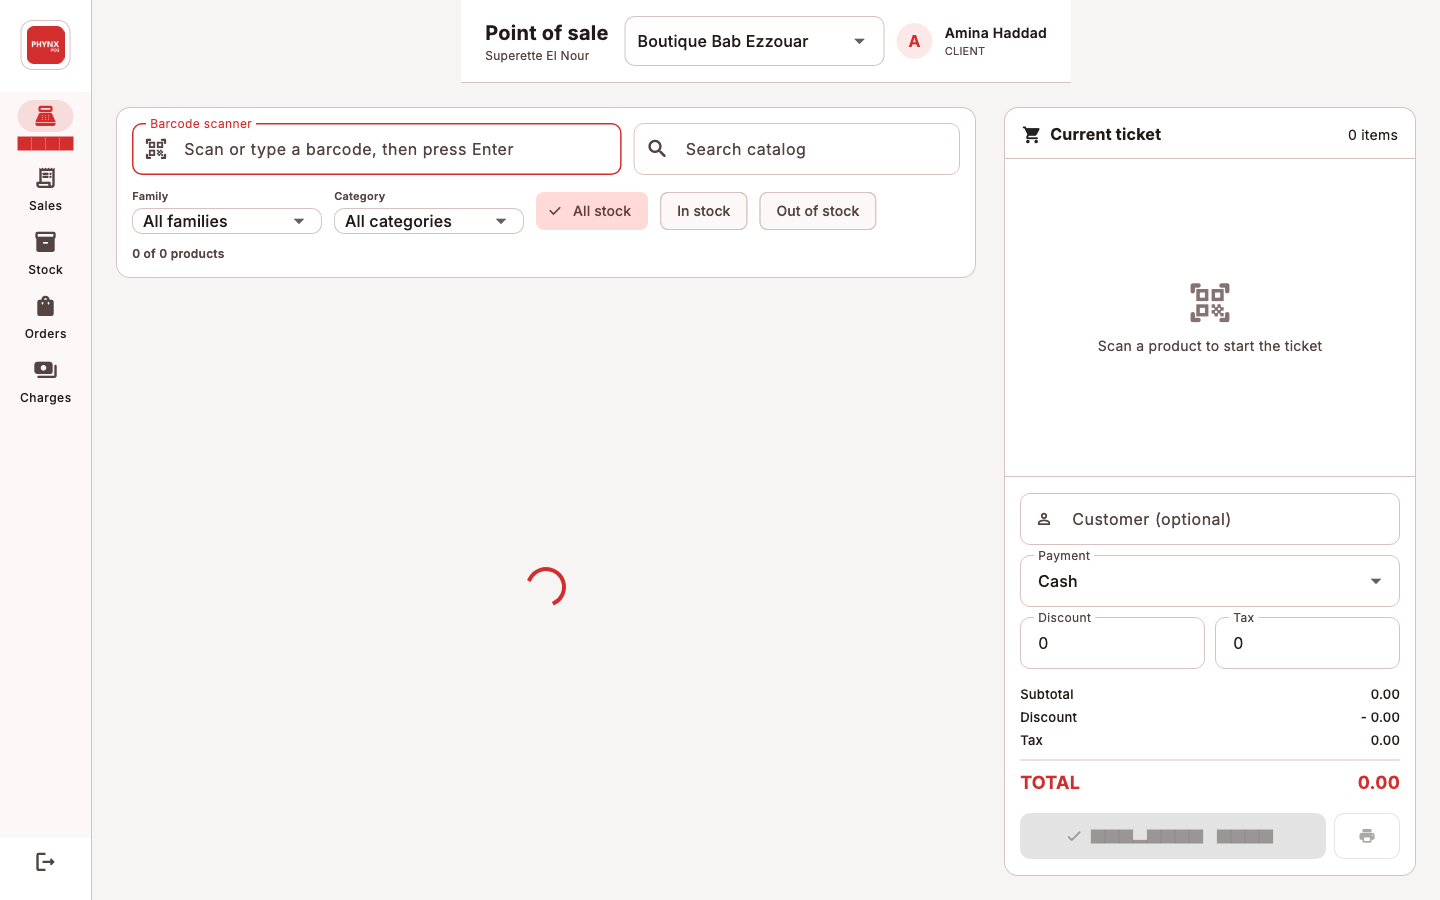 PHYNX
POS
Point of sale
Superette El Nour
Boutique Bab Ezzouar
A
Amina Haddad
CLIENT
Sales
Stock
Orders
Charges
Barcode scanner
Scan or type a barcode, then press Enter
Search catalog
Family
All families
Category
All categories
All stock
In stock
Out of stock
0 of 0 products
Current ticket
0 items
Scan a product to start the ticket
Customer (optional)
Payment
Cash
Discount
0
Tax
0
Subtotal
0.00
Discount
- 0.00
Tax
0.00
TOTAL
0.00